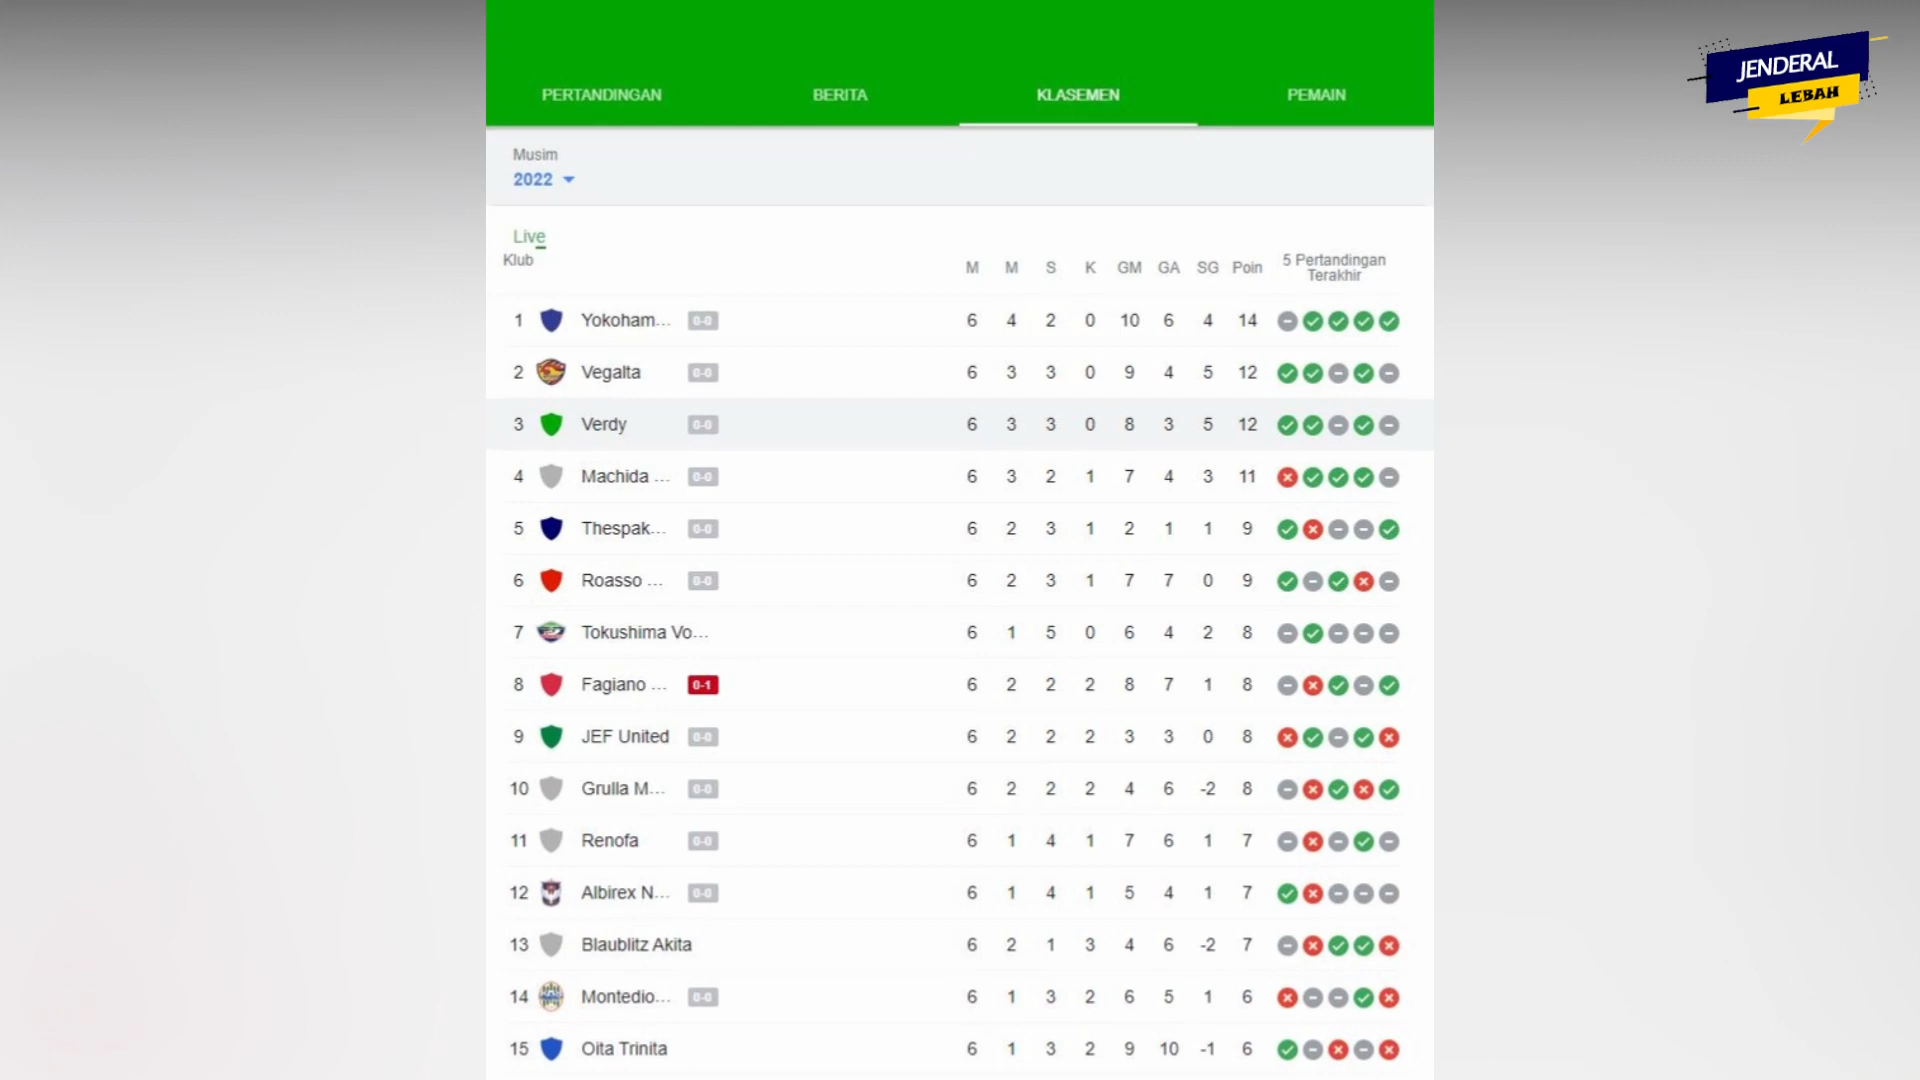 JENDERAL
LEBAH
PERTANDINGAN BERITA KLASEMEN PEMAIN
Musim
2022
Live
Klub M M S K GM GA SG Poin 5 Pertandingan Terakhir
1 Yokoham... 0-0 6 4 2 0 10 6 4 14
2 Vegalta 0-0 6 3 3 0 9 4 5 12
3 Verdy 0-0 6 3 3 0 8 3 5 12
4 Machida ... 0-0 6 3 2 1 7 4 3 11
5 Thespak... 0-0 6 2 3 1 2 1 1 9
6 Roasso ... 0-0 6 2 3 1 7 7 0 9
7 Tokushima Vo... 6 1 5 0 6 4 2 8
8 Fagiano ... 0-1 6 2 2 2 8 7 1 8
9 JEF United 0-0 6 2 2 2 3 3 0 8
10 Grulla M... 0-0 6 2 2 2 4 6 -2 8
11 Renofa 0-0 6 1 4 1 7 6 1 7
12 Albirex N... 0-0 6 1 4 1 5 4 1 7
13 Blaublitz Akita 6 2 1 3 4 6 -2 7
14 Montedio... 0-0 6 1 3 2 6 5 1 6
15 Oita Trinita 6 1 3 2 9 10 -1 6